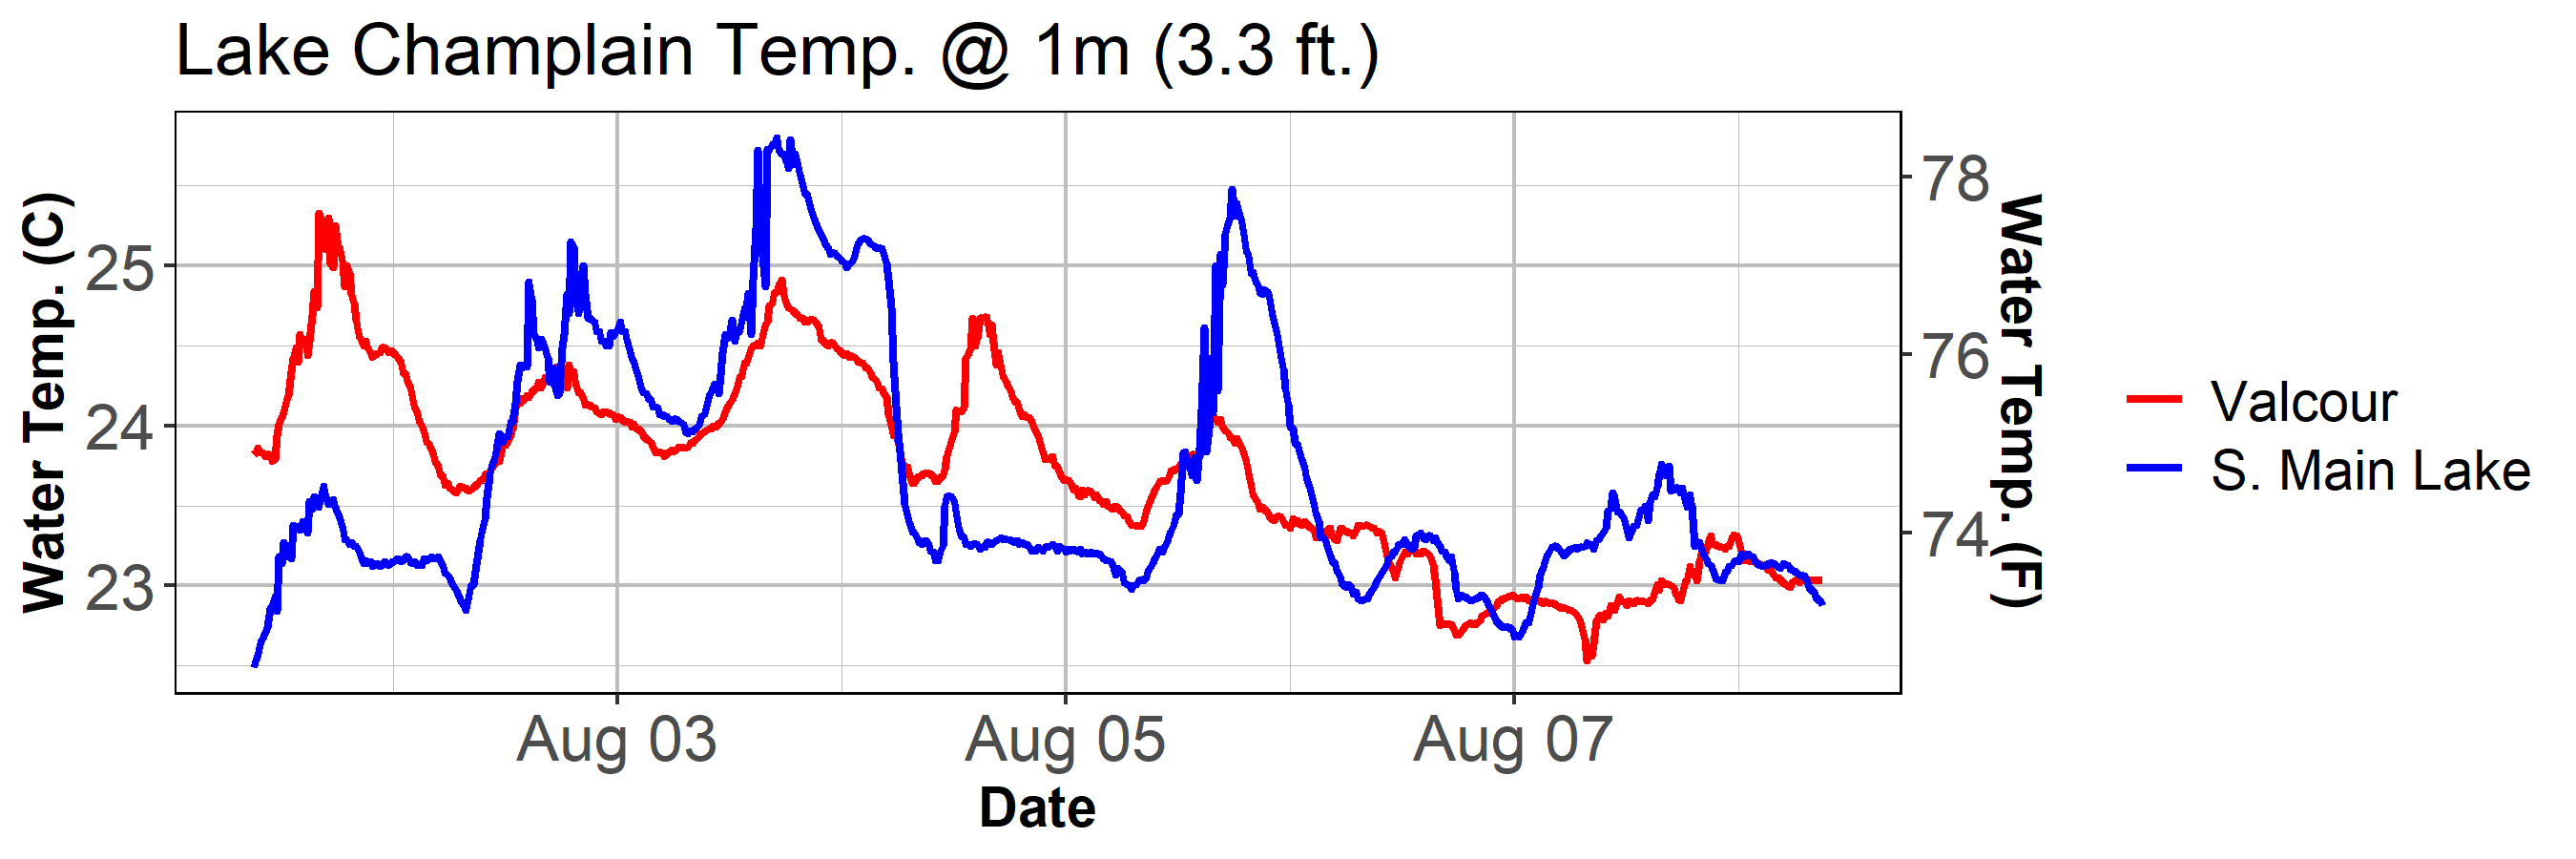 Lake Champlain Temp. @ 1m (3.3 ft.)
Water Temp. (C)
25
24
23
78
76
74
Water Temp. (F)
Aug 03
Aug 05
Aug 07
Date
Valcour
S. Main Lake